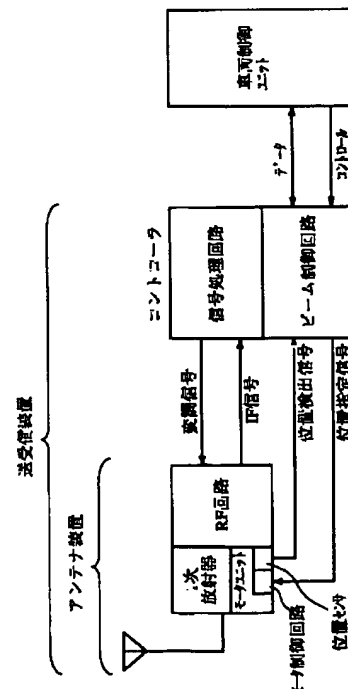 送受信装置
アンテナ装置
コントローラ
車両制御
ユニット
信号処理回路
ビーム制御回路
データ
コントロール
変調信号
IF信号
位置検出信号
位置指定信号
RF回路
次
放射器
モータユニット
位置センサ
ータ制御回路